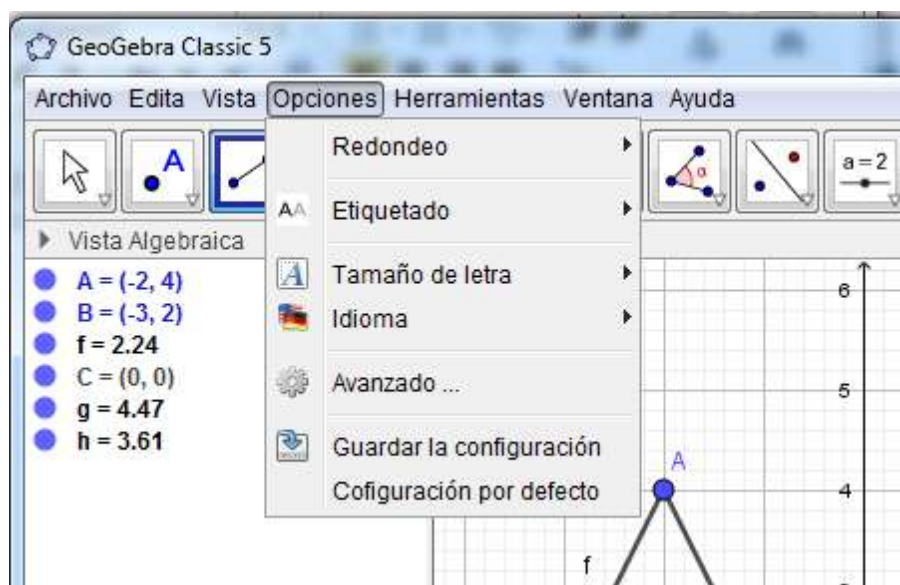 GeoGebra Classic 5
Archivo Edita Vista Opciones Herramientas Ventana Ayuda
A
α
a = 2
Redondeo
AA Etiquetado
A Tamaño de letra
Idioma
Avanzado ...
Guardar la configuración
Cofiguración por defecto
Vista Algebraica
A = (-2, 4)
B = (-3, 2)
f = 2.24
C = (0, 0)
g = 4.47
h = 3.61
6
5
A
4
f